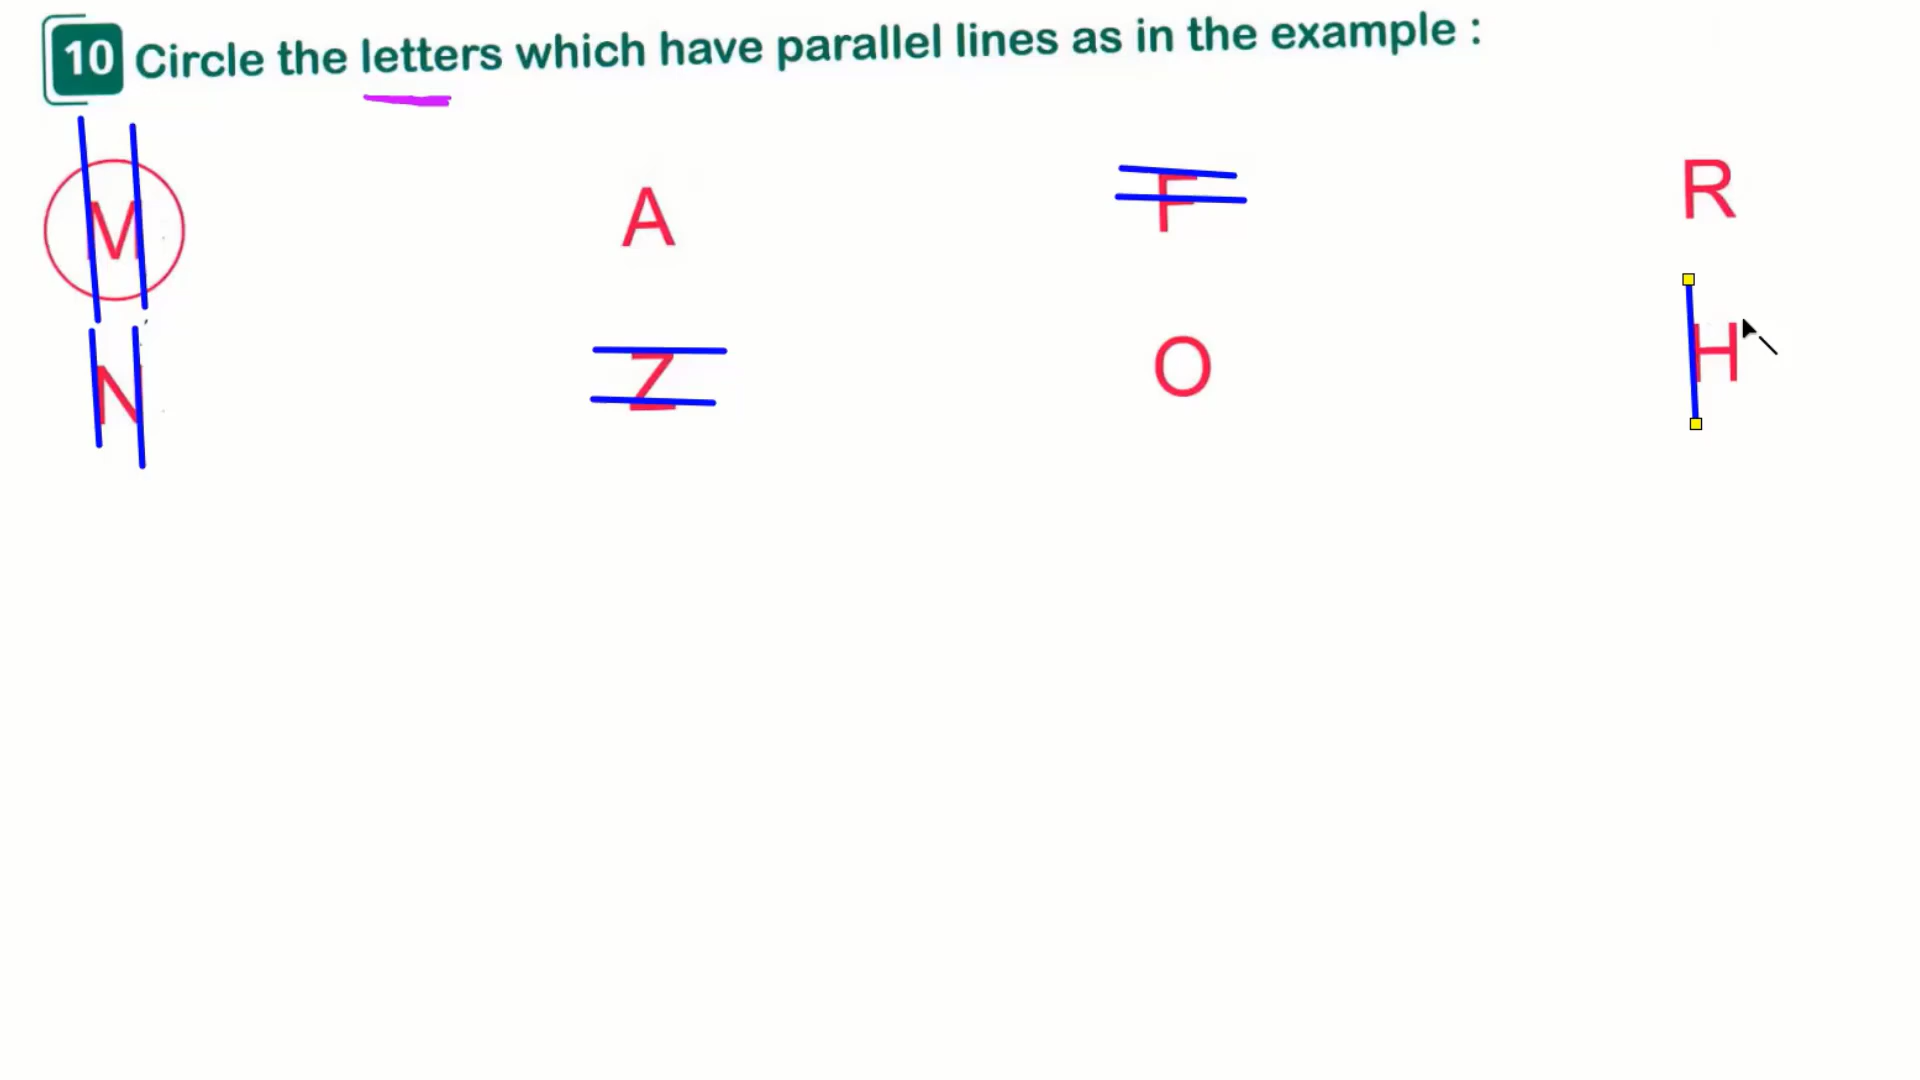 10 Circle the letters which have parallel lines as in the example :
M A F R
N Z O H